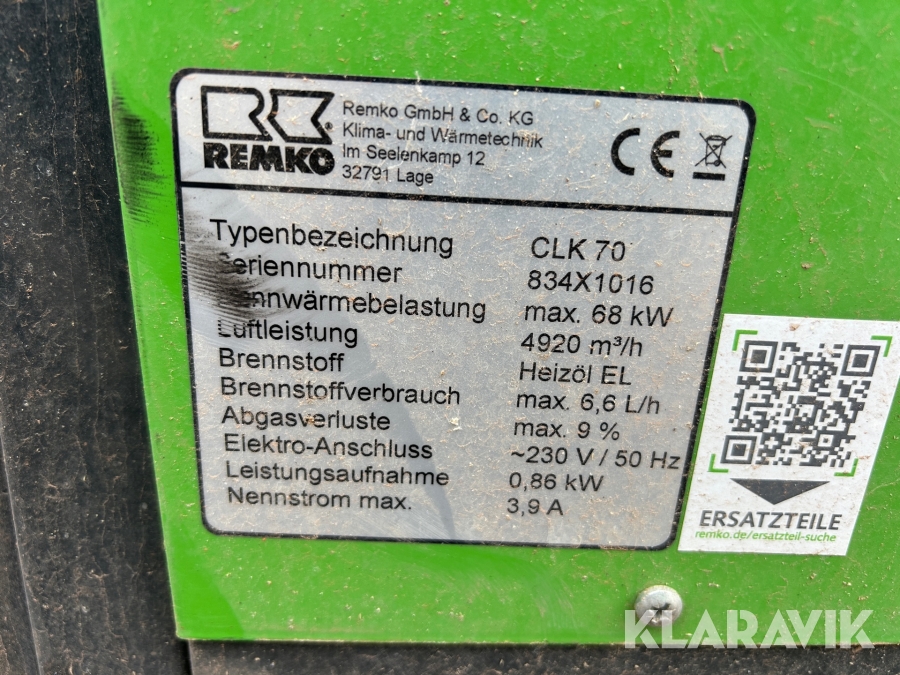 REMKO
Remko GmbH & Co. KG
Klima- und Wärmetechnik
Im Seelenkamp 12
32791 Lage
CE
Typenbezeichnung CLK 70
Seriennummer 834X1016
Nennwärmebelastung max. 68 kW
Luftleistung 4920 m³/h
Brennstoff Heizöl EL
Brennstoffverbrauch max. 6,6 L/h
Abgasverluste max. 9 %
Elektro-Anschluss ~230 V / 50 Hz
Leistungsaufnahme 0,86 kW
Nennstrom max. 3,9 A
ERSATZTEILE
remko.de/ersatzteil-suche
KLARAVIK